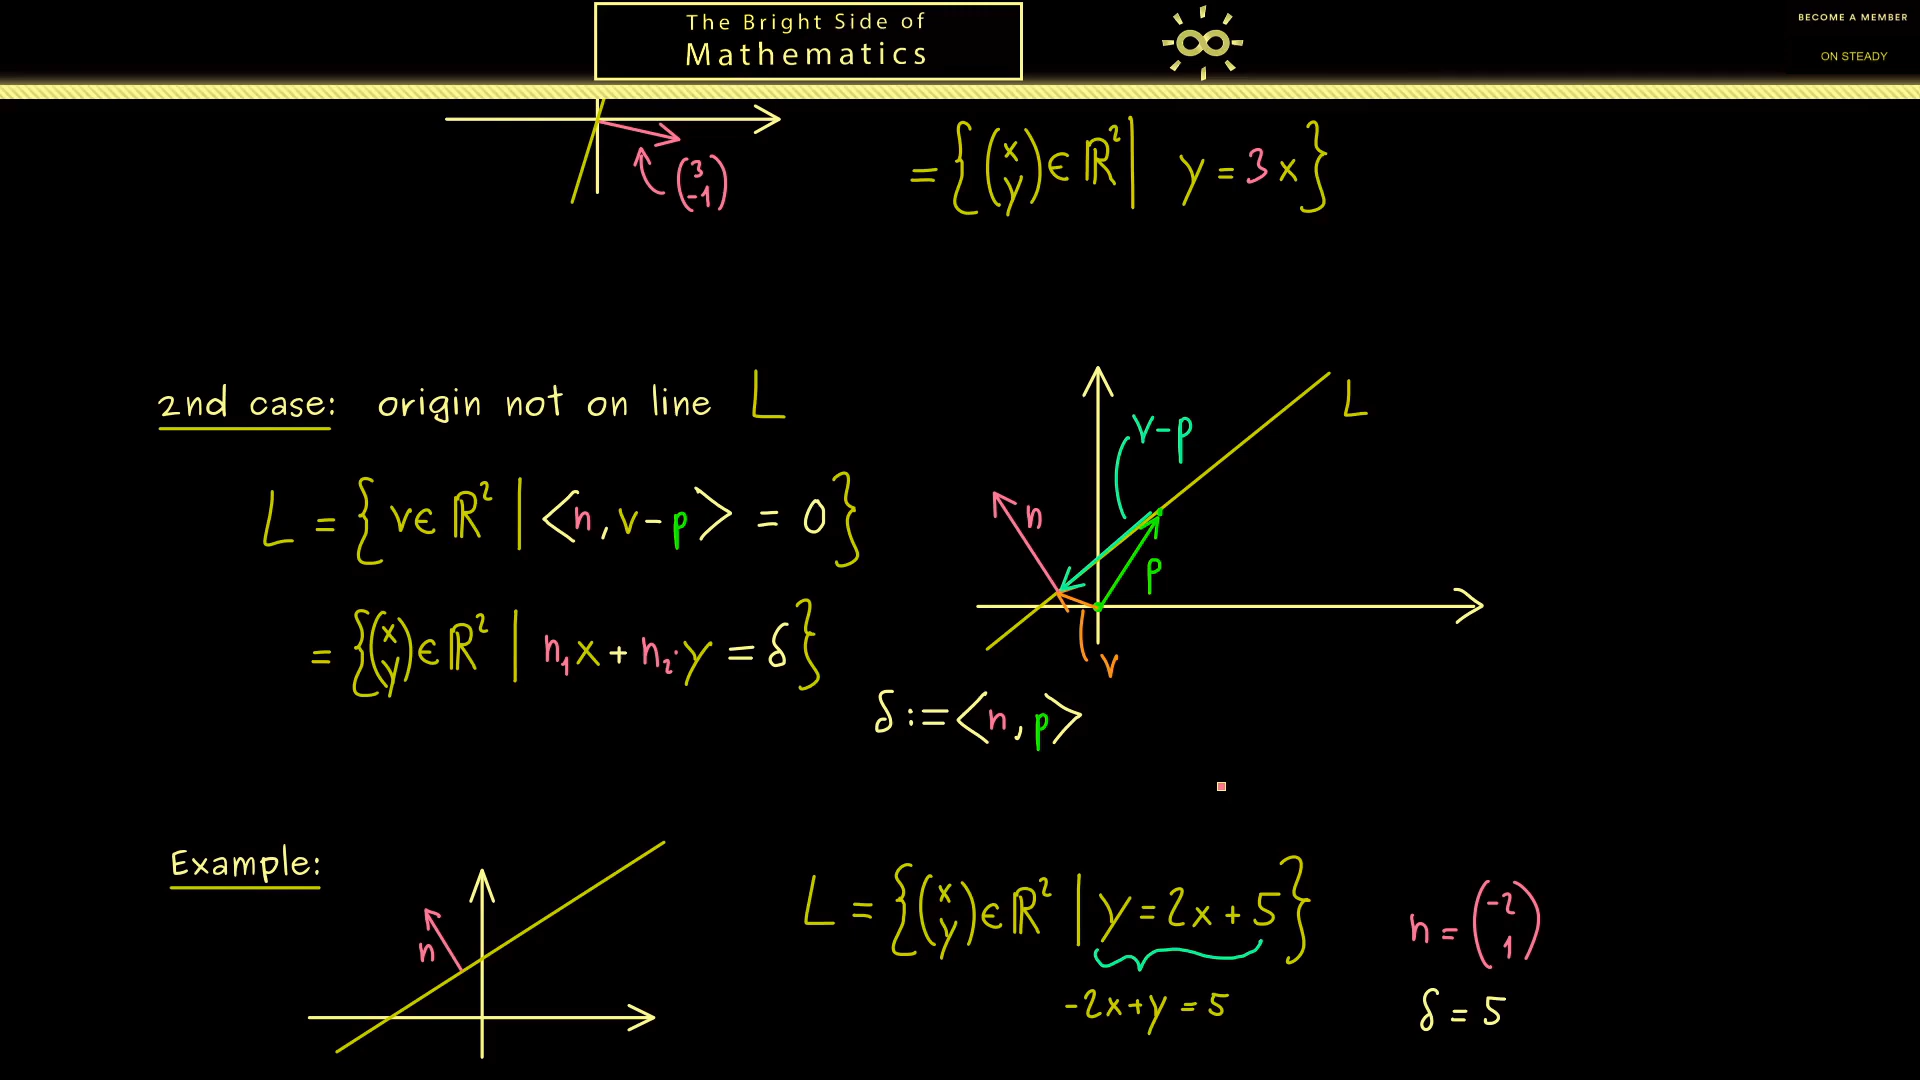 The Bright Side of
Mathematics
BECOME A MEMBER
ON STEADY
(3
-1)
= {(x
y) ∈ ℝ² | y = 3x}
2nd case: origin not on line L
L
v-p
n
p
v
L = {v ∈ ℝ² | <n, v-p> = 0}
= {(x
y) ∈ ℝ² | n₁x + n₂·y = δ}
δ := <n, p>
Example:
n
L = {(x
y) ∈ ℝ² | y = 2x + 5}
-2x+y = 5
n = (-2
1)
δ = 5